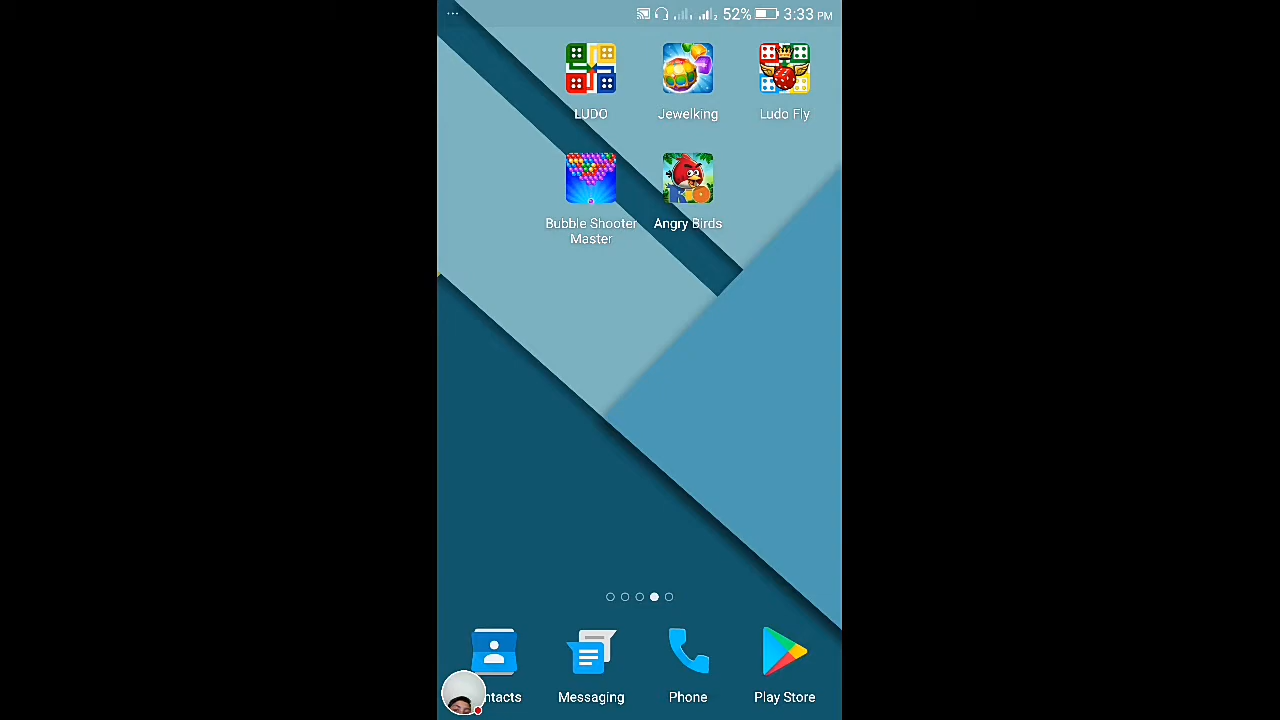 ... 52% 3:33 PM
LUDO
Jewelking
Ludo Fly
Bubble Shooter
Master
Angry Birds
ntacts
Messaging
Phone
Play Store